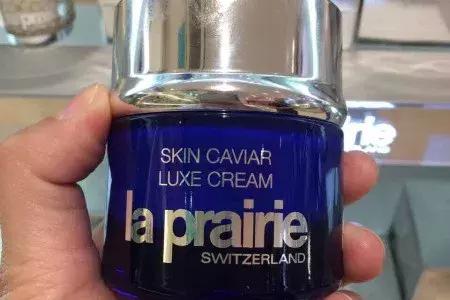 SKIN CAVIAR
LUXE CREAM
la prairie
SWITZERLAND